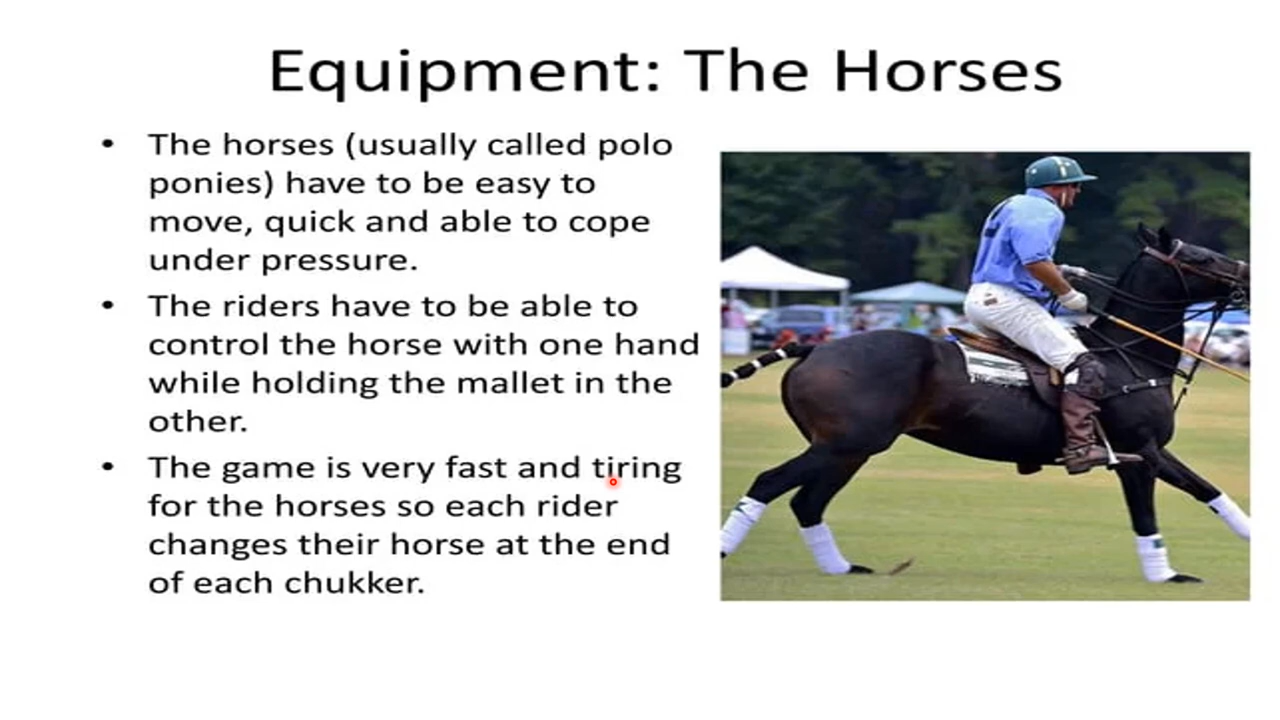 Equipment: The Horses
• The horses (usually called polo
ponies) have to be easy to
move, quick and able to cope
under pressure.
• The riders have to be able to
control the horse with one hand
while holding the mallet in the
other.
• The game is very fast and tiring
for the horses so each rider
changes their horse at the end
of each chukker.